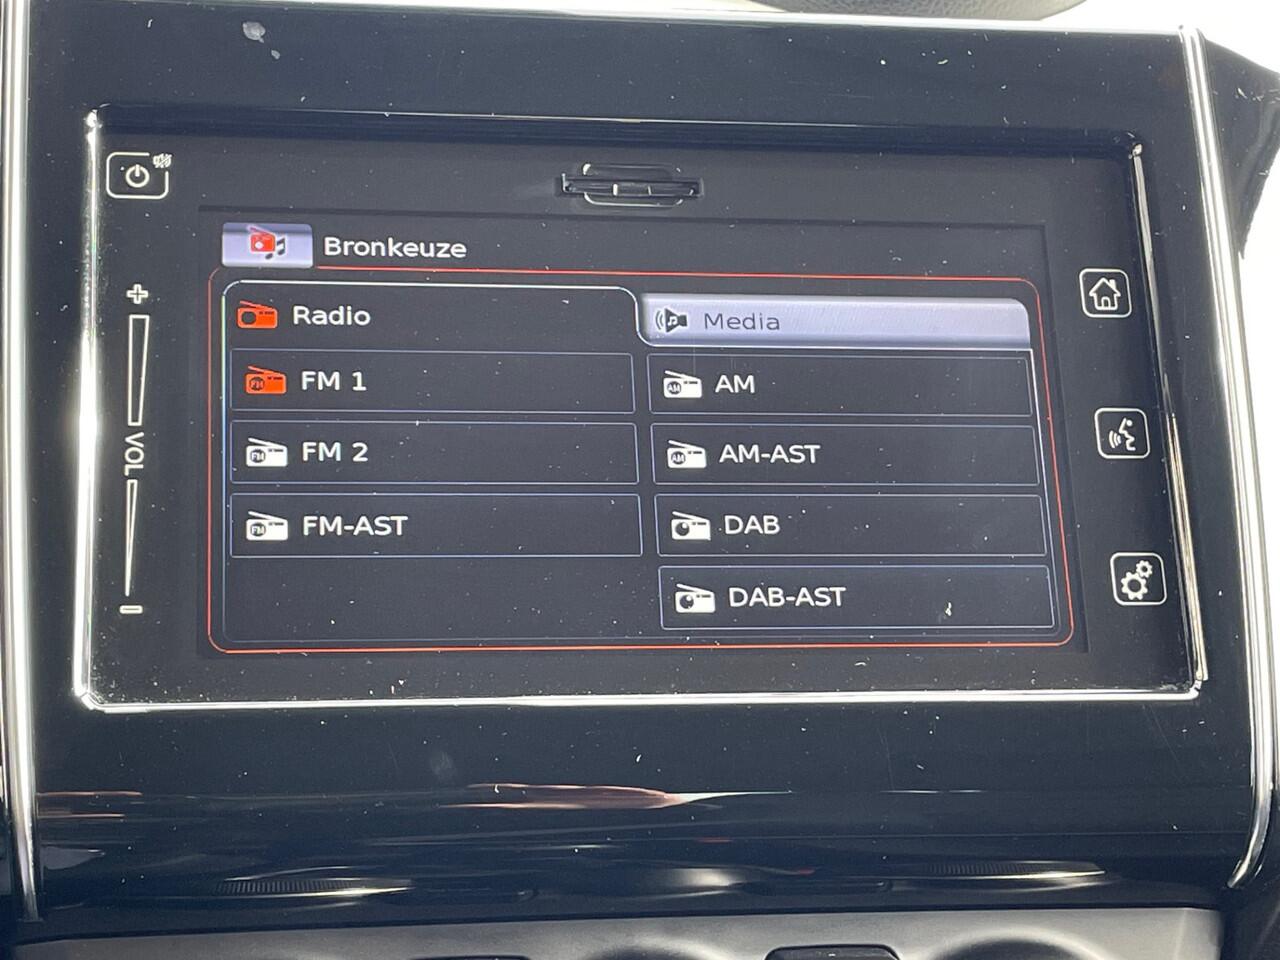 Bronkeuze
Radio
Media
FM 1
AM
FM 2
AM-AST
FM-AST
DAB
DAB-AST
VOL